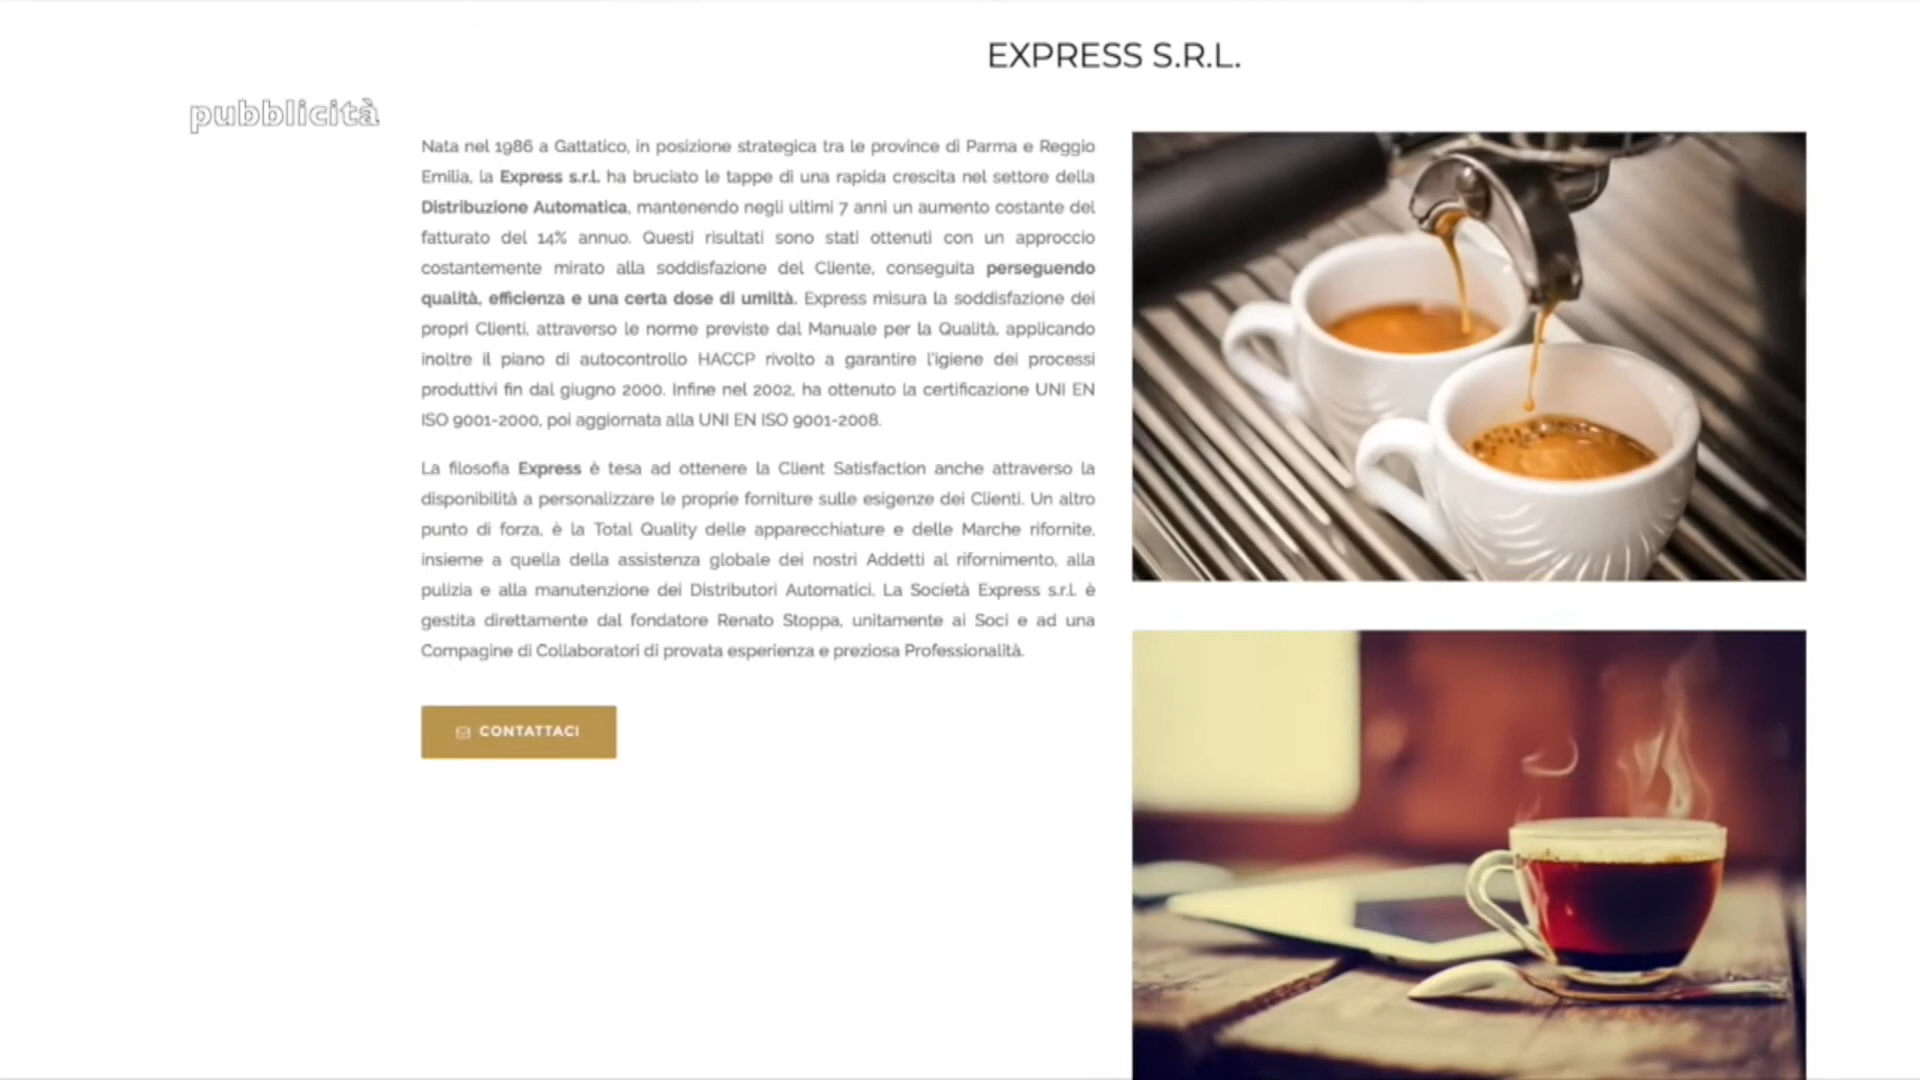 EXPRESS S.R.L.
pubblicità
Nata nel 1986 a Gattatico, in posizione strategica tra le province di Parma e Reggio
Emilia, la Express s.r.l. ha bruciato le tappe di una rapida crescita nel settore della
Distribuzione Automatica, mantenendo negli ultimi 7 anni un aumento costante del
fatturato del 14% annuo. Questi risultati sono stati ottenuti con un approccio
costantemente mirato alla soddisfazione del Cliente, conseguita perseguendo
qualità, efficienza e una certa dose di umiltà. Express misura la soddisfazione dei
propri Clienti, attraverso le norme previste dal Manuale per la Qualità, applicando
inoltre il piano di autocontrollo HACCP rivolto a garantire l'igiene dei processi
produttivi fin dal giugno 2000. Infine nel 2002, ha ottenuto la certificazione UNI EN
ISO 9001-2000, poi aggiornata alla UNI EN ISO 9001-2008.
La filosofia Express è tesa ad ottenere la Client Satisfaction anche attraverso la
disponibilità a personalizzare le proprie forniture sulle esigenze dei Clienti. Un altro
punto di forza, è la Total Quality delle apparecchiature e delle Marche rifornite,
insieme a quella della assistenza globale dei nostri Addetti al rifornimento, alla
pulizia e alla manutenzione dei Distributori Automatici. La Società Express s.r.l. è
gestita direttamente dal fondatore Renato Stoppa, unitamente ai Soci e ad una
Compagine di Collaboratori di provata esperienza e preziosa Professionalità.
CONTATTACI